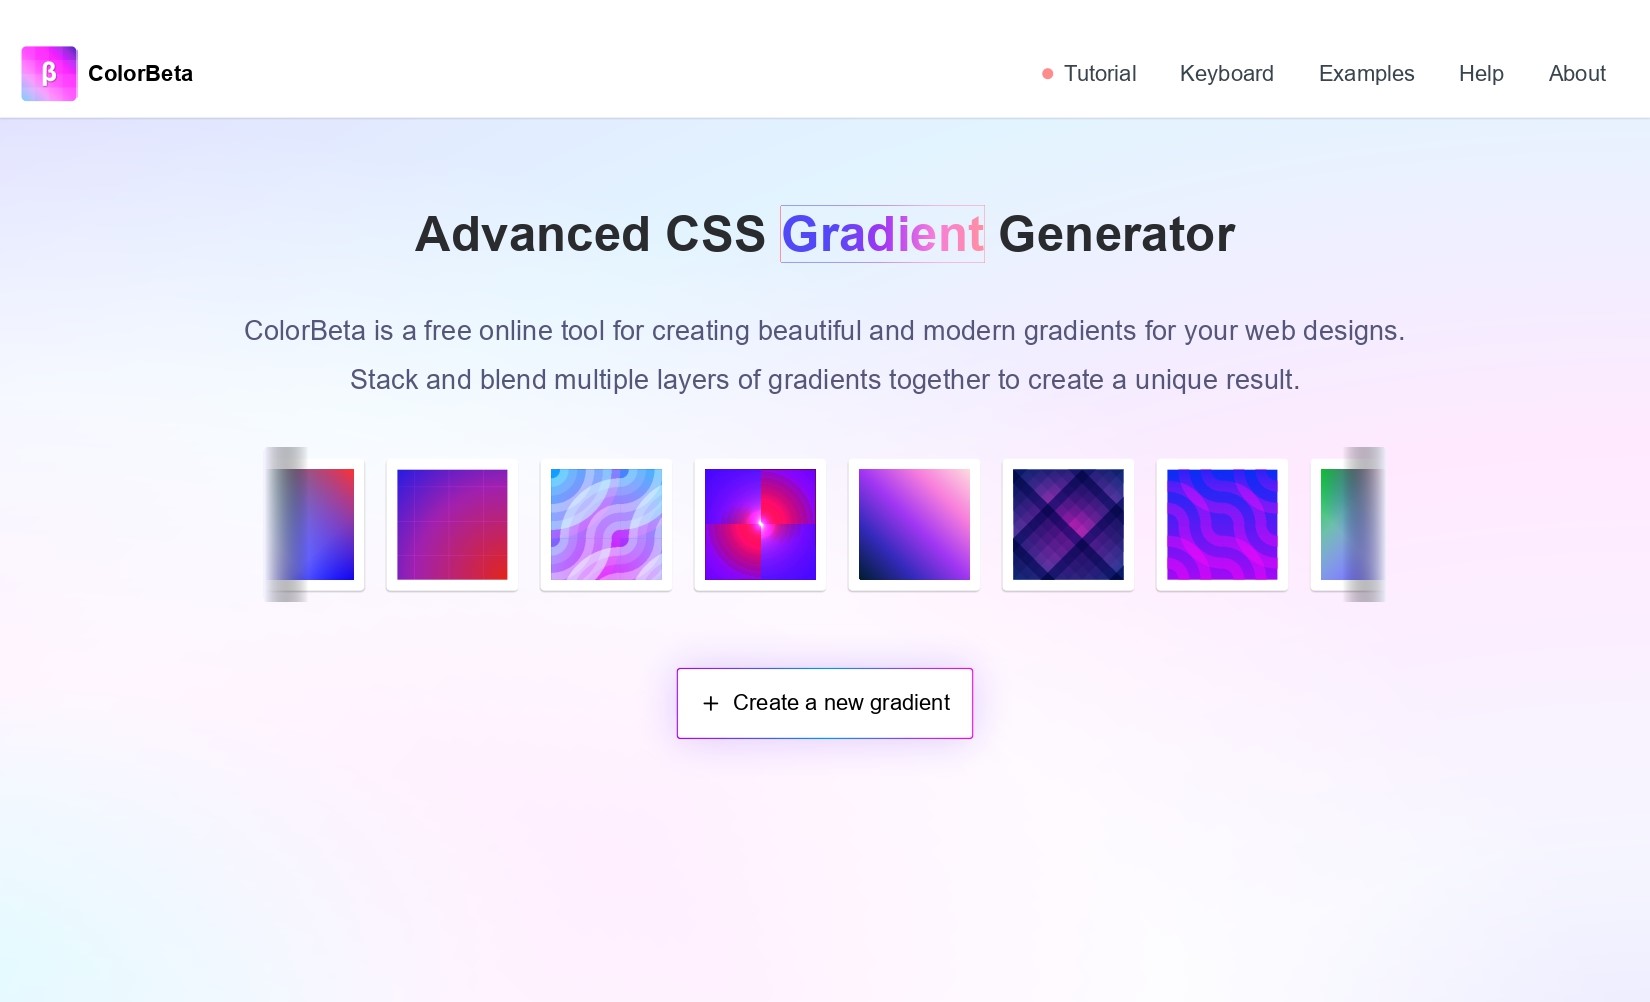 β ColorBeta
Tutorial Keyboard Examples Help About
Advanced CSS Gradient Generator
ColorBeta is a free online tool for creating beautiful and modern gradients for your web designs.
Stack and blend multiple layers of gradients together to create a unique result.
+ Create a new gradient